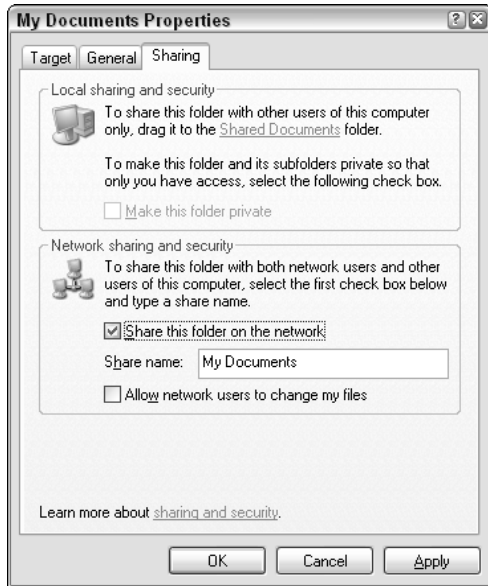 My Documents Properties
Target General Sharing
Local sharing and security
To share this folder with other users of this computer
only, drag it to the Shared Documents folder.
To make this folder and its subfolders private so that
only you have access, select the following check box.
Make this folder private
Network sharing and security
To share this folder with both network users and other
users of this computer, select the first check box below
and type a share name.
Share this folder on the network
Share name: My Documents
Allow network users to change my files
Learn more about sharing and security.
OK Cancel Apply